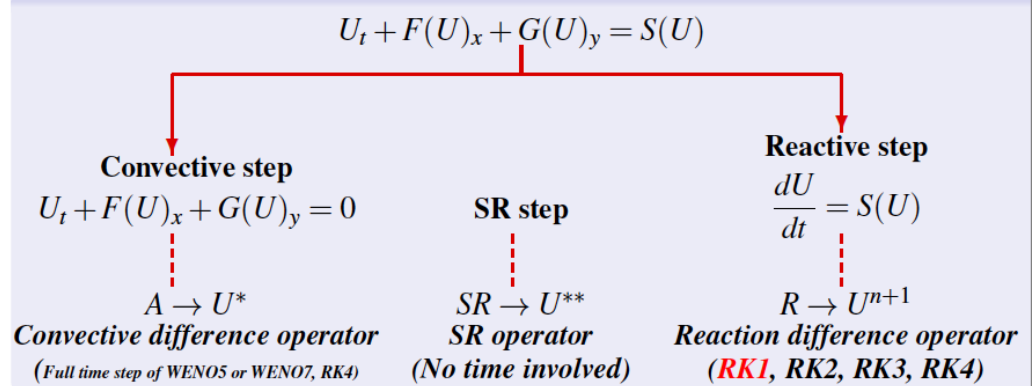 U_t + F(U)_x + G(U)_y = S(U)
Convective step
U_t + F(U)_x + G(U)_y = 0
A → U*
Convective difference operator
(Full time step of WENO5 or WENO7, RK4)
SR step
SR → U**
SR operator
(No time involved)
Reactive step
dU/dt = S(U)
R → U^{n+1}
Reaction difference operator
(RK1, RK2, RK3, RK4)